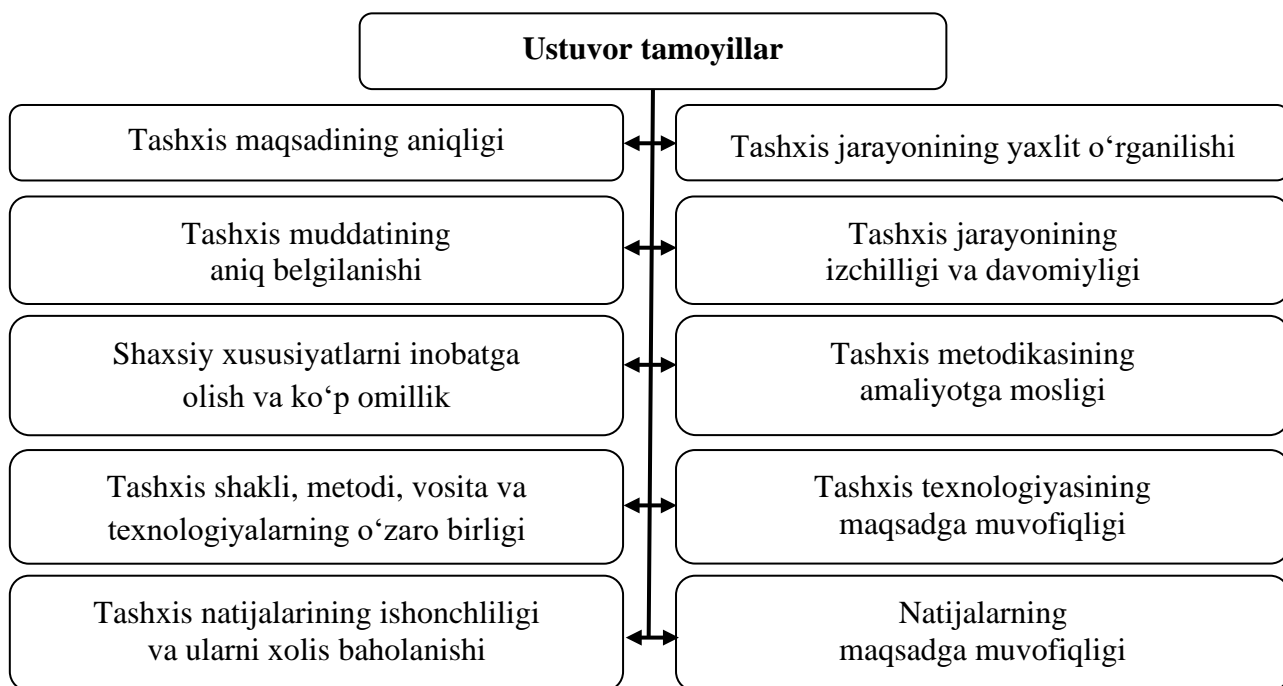 Ustuvor tamoyillar
Tashxis maqsadining aniqligi
Tashxis jarayonining yaxlit o‘rganilishi
Tashxis muddatining
aniq belgilanishi
Tashxis jarayonining
izchilligi va davomiyligi
Shaxsiy xususiyatlarni inobatga
olish va ko‘p omillik
Tashxis metodikasining
amaliyotga mosligi
Tashxis shakli, metodi, vosita va
texnologiyalarning o‘zaro birligi
Tashxis texnologiyasining
maqsadga muvofiqligi
Tashxis natijalarining ishonchliligi
va ularni xolis baholanishi
Natijalarning
maqsadga muvofiqligi